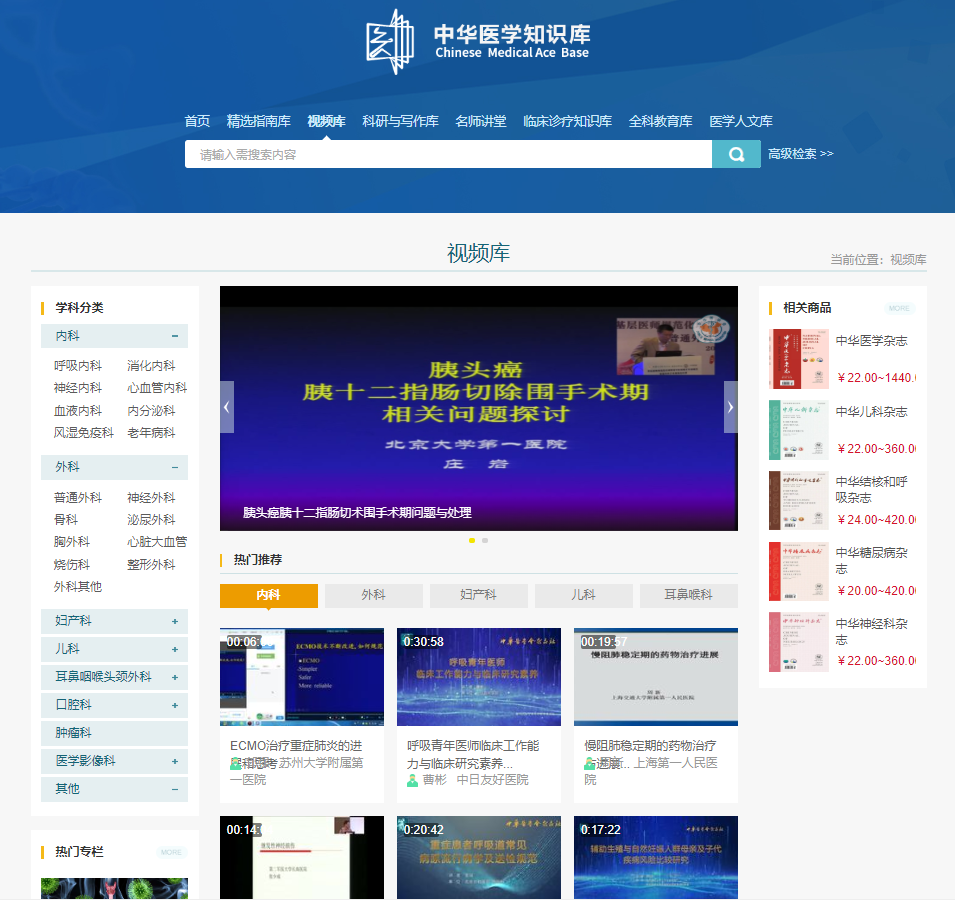 中华医学知识库
Chinese Medical Ace Base
首页 精选指南库 视频库 科研与写作库 名师讲堂 临床诊疗知识库 全科教育库 医学人文库
请输入需搜索内容
高级检索 >>
视频库
当前位置：视频库
学科分类
内科 −
呼吸内科 消化内科
神经内科 心血管内科
血液内科 内分泌科
风湿免疫科 老年病科
外科 −
普通外科 神经外科
骨科 泌尿外科
胸外科 心脏大血管
烧伤科 整形外科
外科其他
妇产科 +
儿科 +
耳鼻咽喉头颈外科 +
口腔科 +
肿瘤科
医学影像科 +
其他 −
热门专栏 MORE
胰头癌
胰十二指肠切除围手术期
相关问题探讨
北京大学第一医院
庄 岩
胰头癌胰十二指肠切术围手术期问题与处理
热门推荐
内科 外科 妇产科 儿科 耳鼻喉科
00:06:
ECMO技术不断改进, 如何规范
ECMO
Simpler
Safer
More reliable
ECMO治疗重症肺炎的进
苏州大学附属第
一医院
0:30:58
中华医学会杂志社
呼吸青年医师
临床工作能力与临床研究素养
呼吸青年医师临床工作能
力与临床研究素养...
曹彬 中日友好医院
00:19:57
慢阻肺稳定期的药物治疗进展
上海交通大学附属第一人民医院
慢阻肺稳定期的药物治疗
上海第一人民医
院
00:14:
0:20:42
中华医学会杂志社
重症患者呼吸道常见
病原流行病学及送检规范
0:17:22
中华医学会杂志社
辅助生殖与自然妊娠人群母亲及子代
疾病风险比较研究
相关商品 MORE
中华医学杂志
￥22.00~1440.
中华儿科杂志
￥22.00~360.0
中华结核和呼
吸杂志
￥24.00~420.0
中华糖尿病杂
志
￥20.00~420.0
中华神经科杂
志
￥22.00~360.0